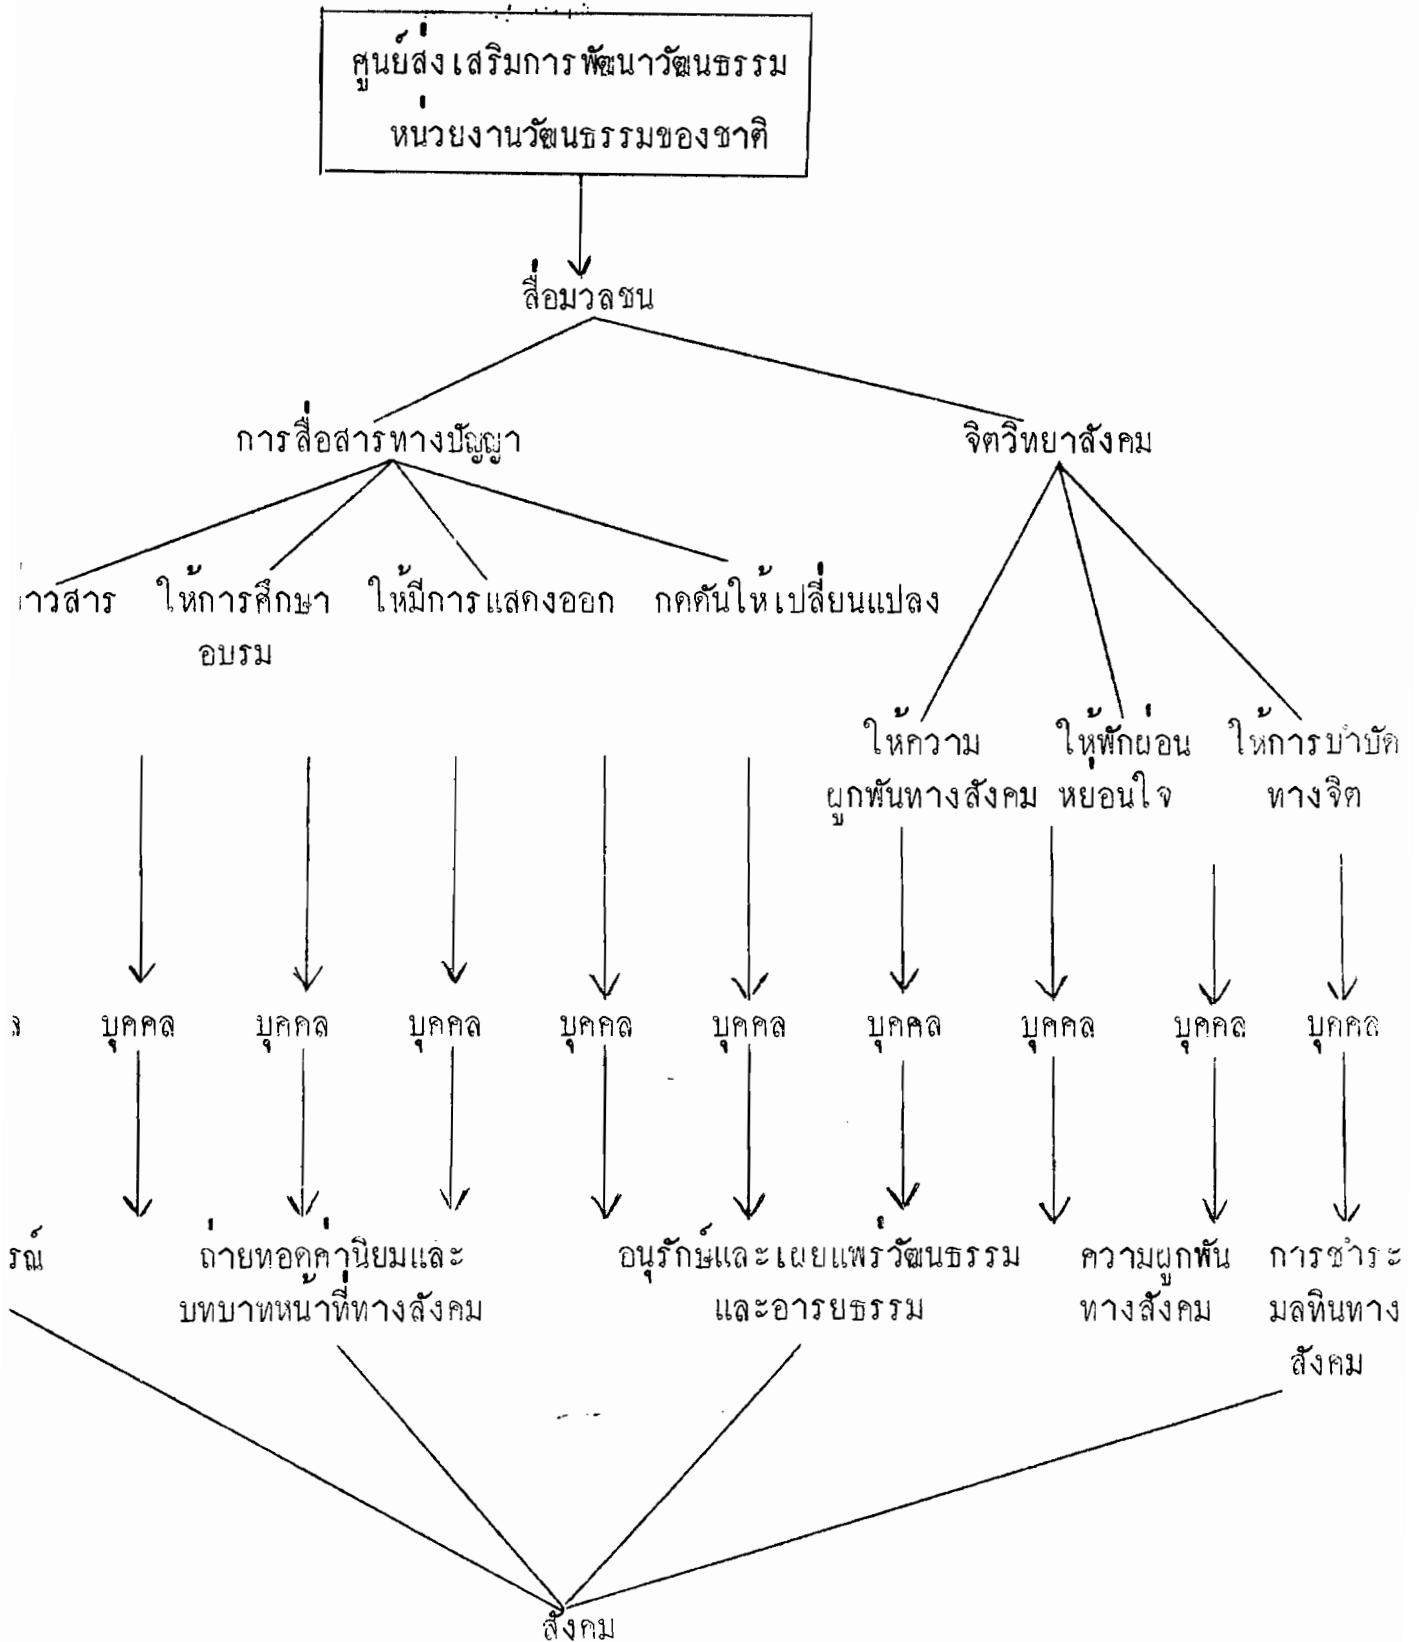 ศูนย์ส่งเสริมการพัฒนาวัฒนธรรม
หน่วยงานวัฒนธรรมของชาติ
สื่อมวลชน
การสื่อสารทางปัญญา
จิตวิทยาสังคม
าวสาร ให้การศึกษา ให้มีการแสดงออก กดดันให้เปลี่ยนแปลง
อบรม
ให้ความ ให้พักผ่อน ให้การบำบัด
ผูกพันทางสังคม หย่อนใจ ทางจิต
บุคคล บุคคล บุคคล บุคคล บุคคล บุคคล บุคคล บุคคล บุคคล
รณ์ ถ่ายทอดค่านิยมและ อนุรักษ์และเผยแพร่วัฒนธรรม ความผูกพัน การชำระ
บทบาทหน้าที่ทางสังคม และอารยธรรม ทางสังคม มลทินทาง
สังคม
สังคม